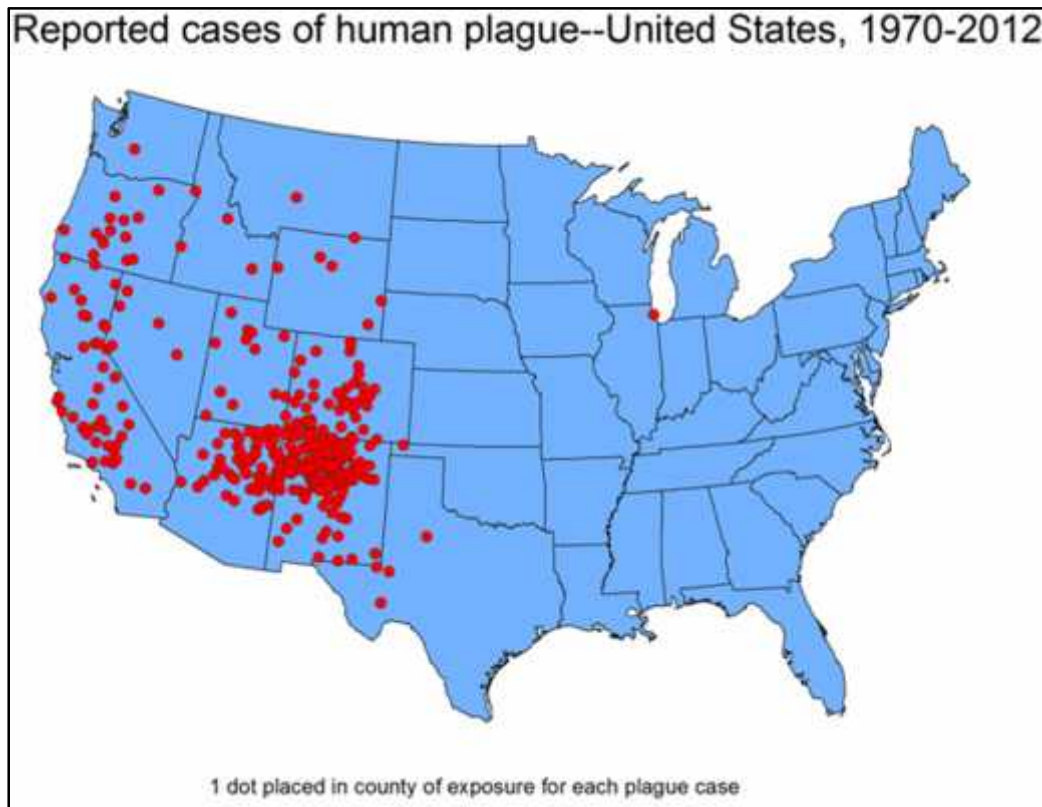 Reported cases of human plague--United States, 1970-2012
1 dot placed in county of exposure for each plague case